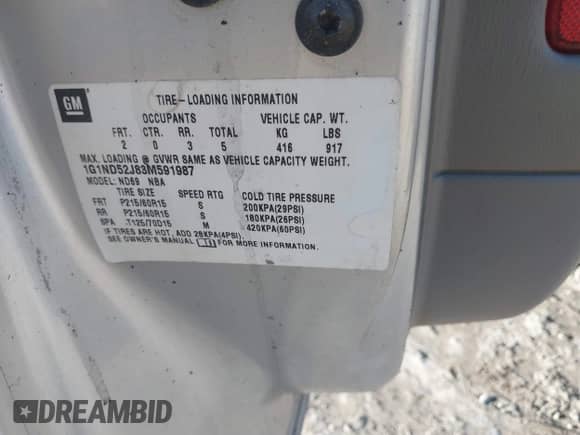 GM
TIRE-LOADING INFORMATION
OCCUPANTS VEHICLE CAP. WT.
FRT. CTR. RR. TOTAL KG LBS
2 0 3 5 416 917
MAX. LOADING @ GVWR SAME AS VEHICLE CAPACITY WEIGHT.
1G1ND52J83M591987
MODEL: ND69 NBA
TIRE SIZE SPEED RTG COLD TIRE PRESSURE
FRT P215/60R15 S 200KPA(29PSI)
RR P215/60R15 S 180KPA(26PSI)
SPA T125/70D15 M 420KPA(60PSI)
IF TIRES ARE HOT, ADD 28KPA(4PSI).
SEE OWNER'S MANUAL FOR MORE INFORMATION.
DREAMBID